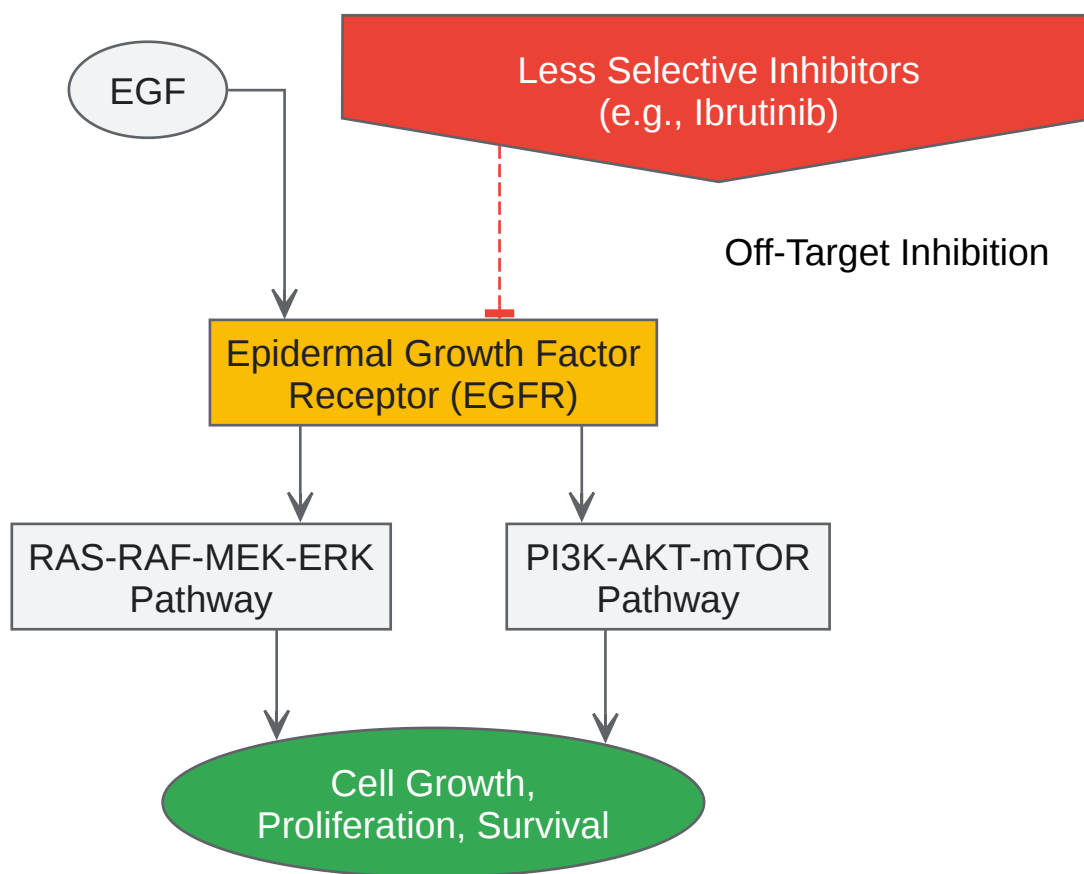 EGF
Less Selective Inhibitors
(e.g., Ibrutinib)
Off-Target Inhibition
Epidermal Growth Factor
Receptor (EGFR)
RAS-RAF-MEK-ERK
Pathway
PI3K-AKT-mTOR
Pathway
Cell Growth,
Proliferation, Survival